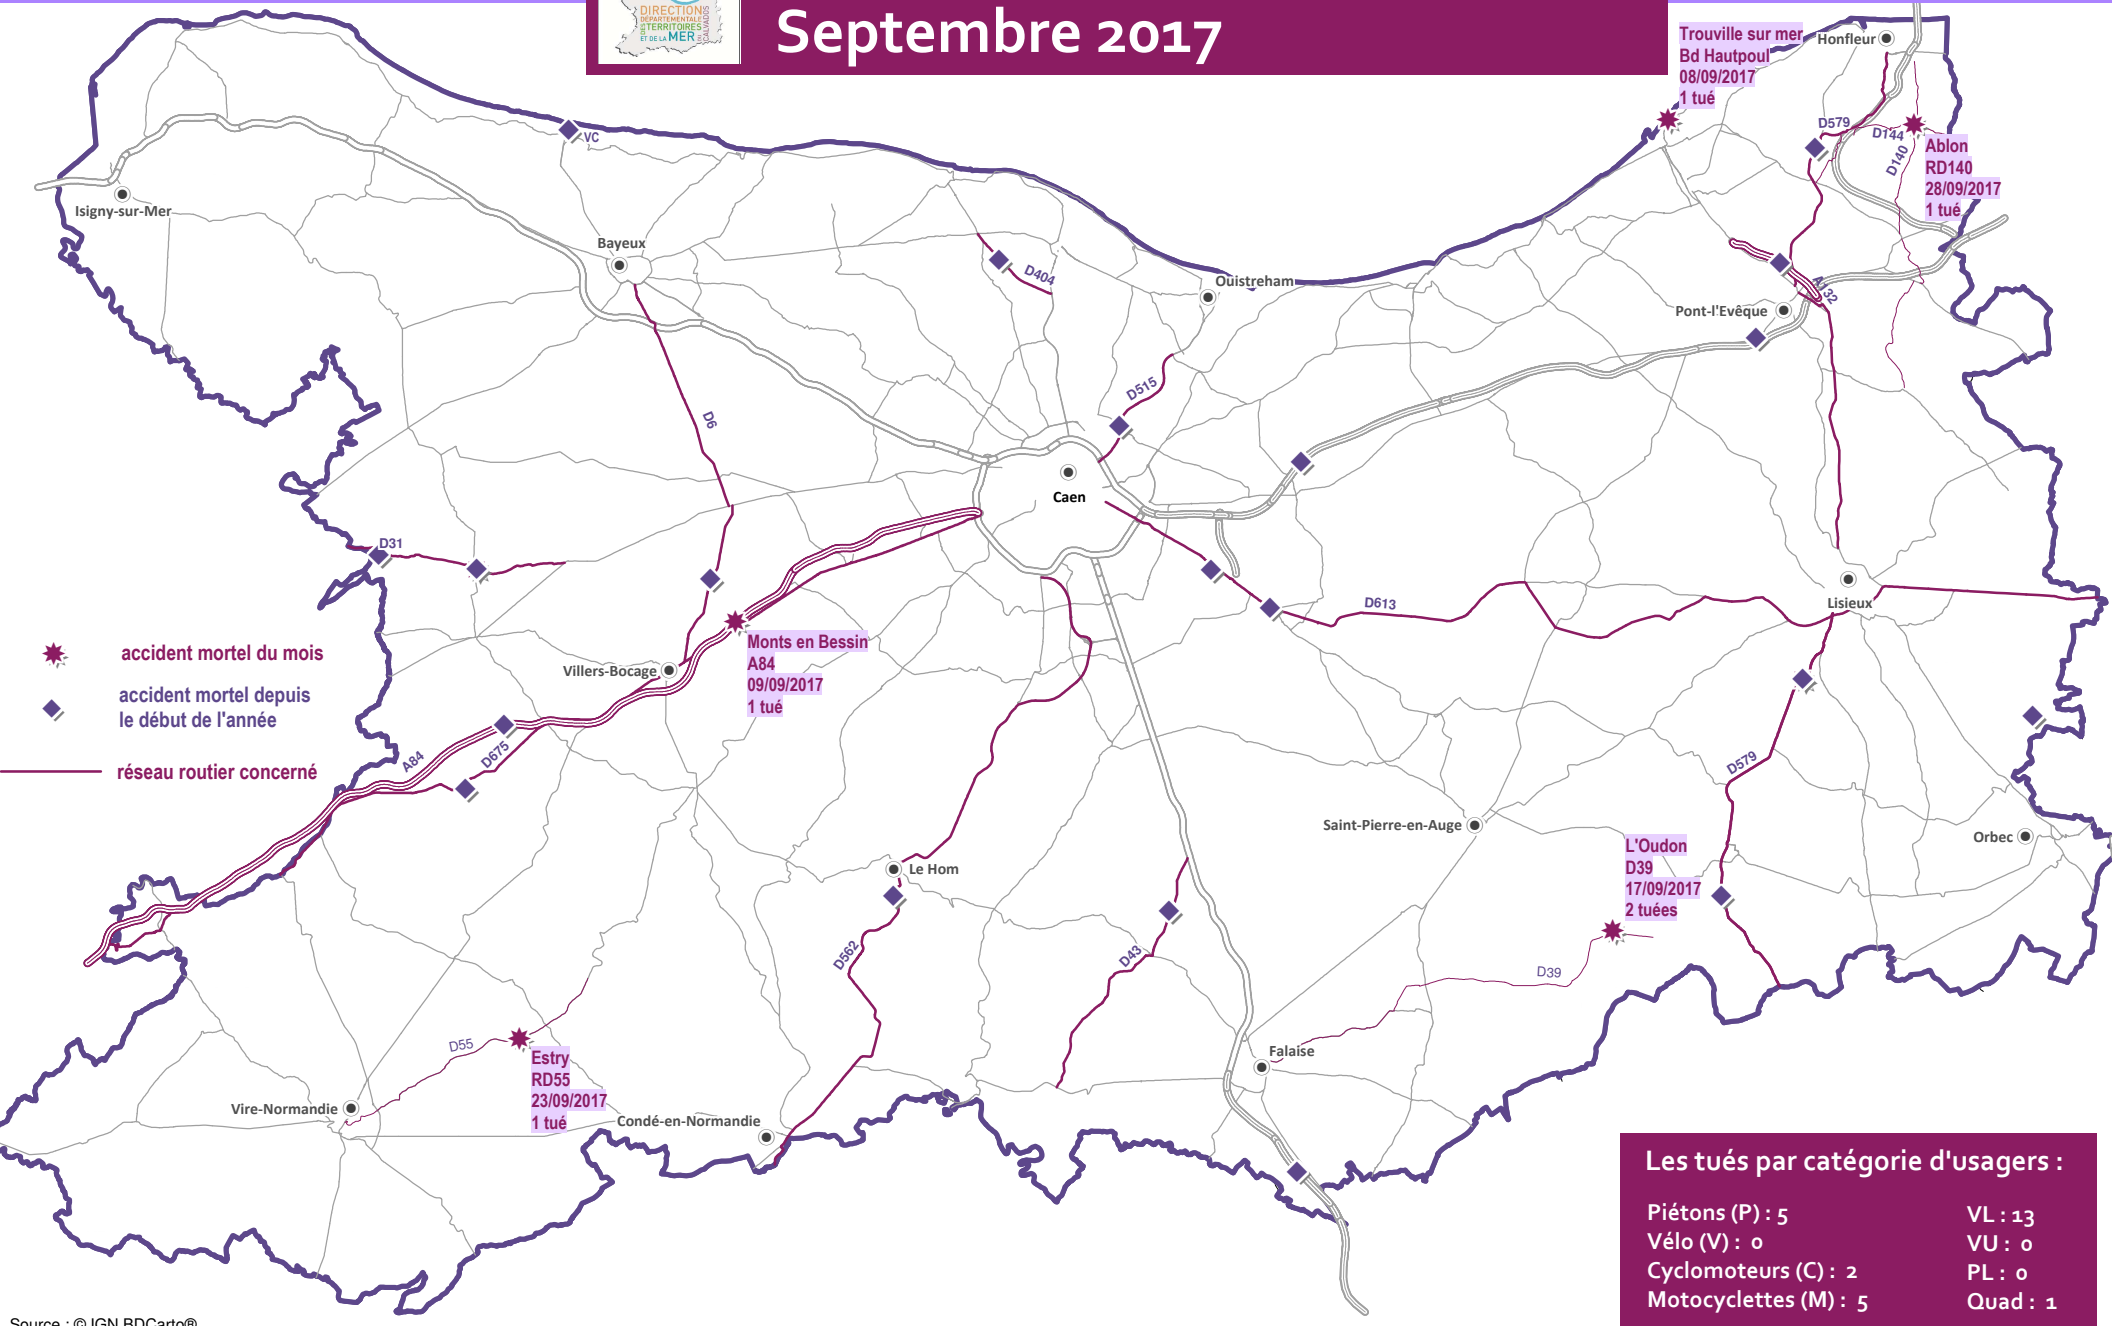 DIRECTION
DÉPARTEMENTALE
DES TERRITOIRES
ET DE LA MER
CALVADOS
Septembre 2017
Trouville sur mer
Bd Hautpoul
08/09/2017
1 tué
Honfleur
D579
D144
D140
Ablon
RD140
28/09/2017
1 tué
VC
Isigny-sur-Mer
Bayeux
D404
Ouistreham
A132
Pont-l'Evêque
D515
D6
Caen
D31
D613
Lisieux
accident mortel du mois
accident mortel depuis
le début de l'année
réseau routier concerné
Villers-Bocage
Monts en Bessin
A84
09/09/2017
1 tué
A84
D675
D579
Saint-Pierre-en-Auge
Orbec
L'Oudon
D39
17/09/2017
2 tuées
Le Hom
D562
D43
D39
D55
Estry
RD55
23/09/2017
1 tué
Falaise
Vire-Normandie
Condé-en-Normandie
Les tués par catégorie d'usagers :
Piétons (P) : 5
Vélo (V) : 0
Cyclomoteurs (C) : 2
Motocyclettes (M) : 5
VL : 13
VU : 0
PL : 0
Quad : 1
Source : © IGN BDCarto®